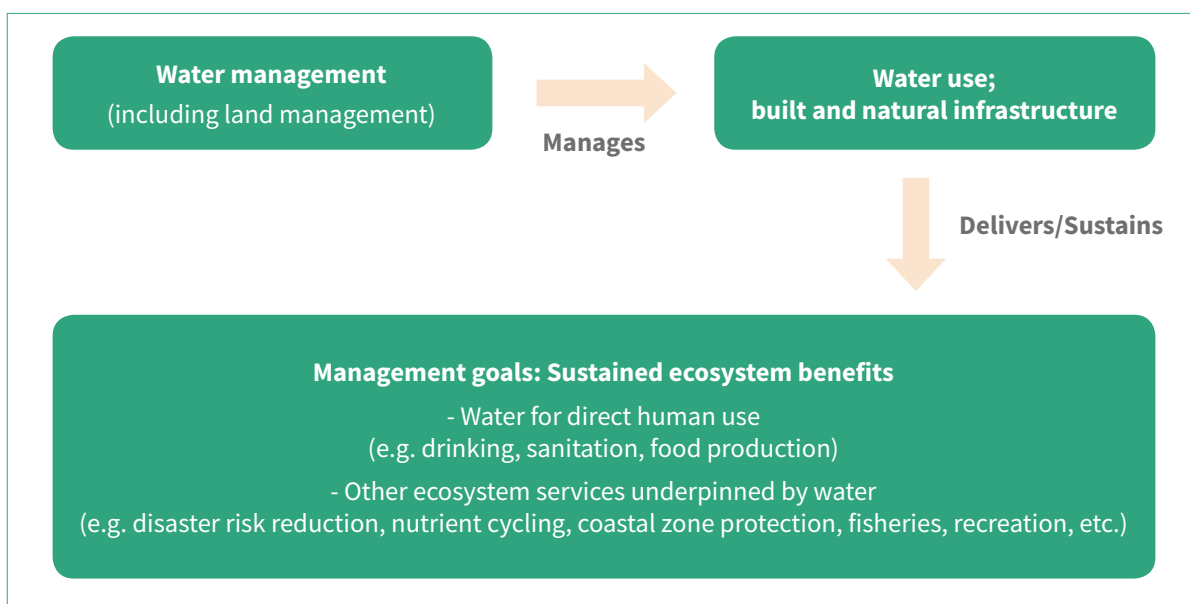 Water management
(including land management)
Manages
Water use;
built and natural infrastructure
Delivers/Sustains
Management goals: Sustained ecosystem benefits
- Water for direct human use
(e.g. drinking, sanitation, food production)
- Other ecosystem services underpinned by water
(e.g. disaster risk reduction, nutrient cycling, coastal zone protection, fisheries, recreation, etc.)